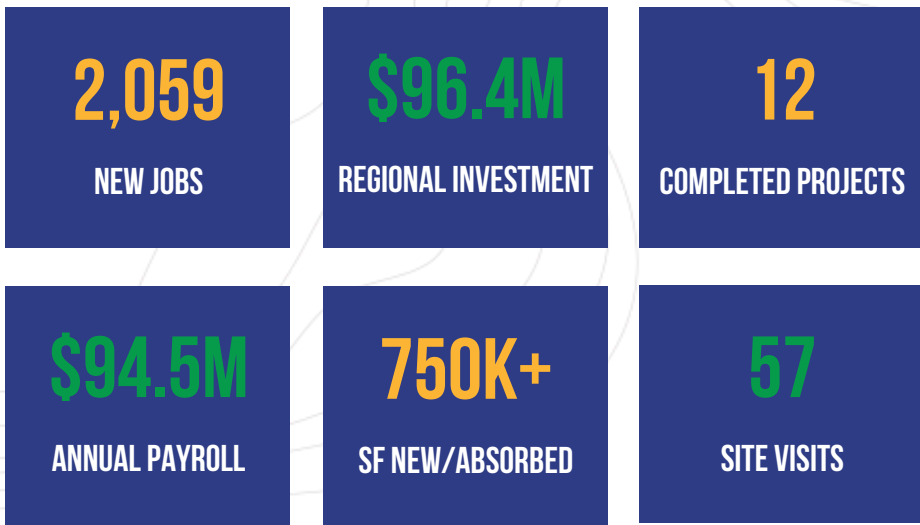 2,059
NEW JOBS
$96.4M
REGIONAL INVESTMENT
12
COMPLETED PROJECTS
$94.5M
ANNUAL PAYROLL
750K+
SF NEW/ABSORBED
57
SITE VISITS